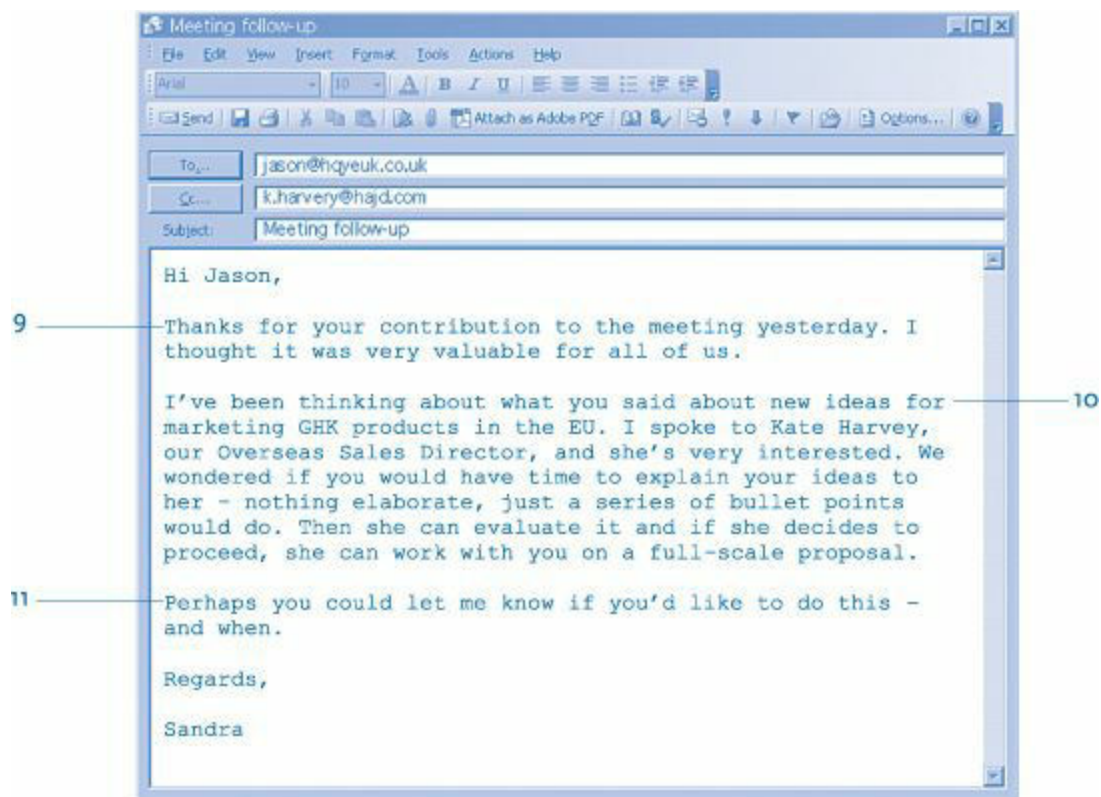 Meeting follow-up
File Edit View Insert Format Tools Actions Help
Arial 10 A B I U
Send Attach as Adobe PDF Options...
To... jason@hqyeuk.co.uk
Cc... k.harvery@hajd.com
Subject: Meeting follow-up
Hi Jason,
9
Thanks for your contribution to the meeting yesterday. I
thought it was very valuable for all of us.
I've been thinking about what you said about new ideas for
10
marketing GHK products in the EU. I spoke to Kate Harvey,
our Overseas Sales Director, and she's very interested. We
wondered if you would have time to explain your ideas to
her – nothing elaborate, just a series of bullet points
would do. Then she can evaluate it and if she decides to
proceed, she can work with you on a full-scale proposal.
11
Perhaps you could let me know if you'd like to do this –
and when.
Regards,
Sandra